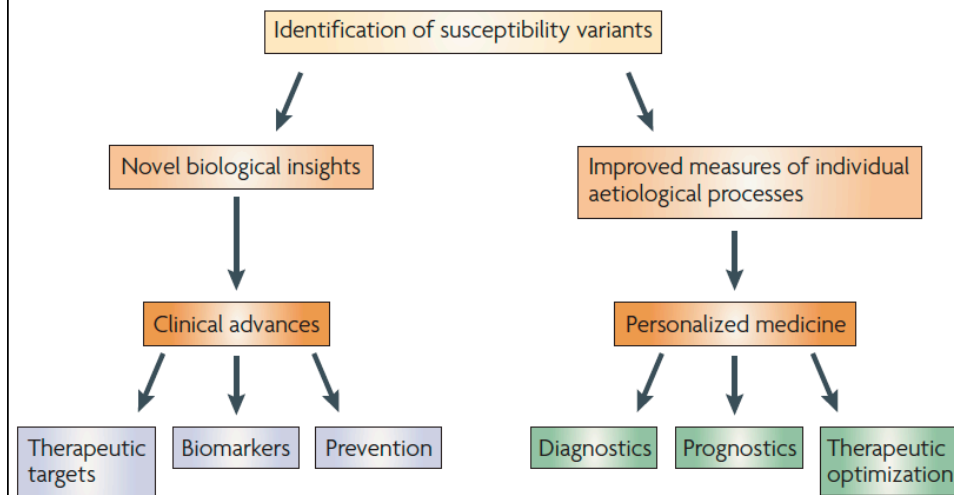 Identification of susceptibility variants
Novel biological insights
Improved measures of individual
aetiological processes
Clinical advances
Personalized medicine
Therapeutic
targets
Biomarkers
Prevention
Diagnostics
Prognostics
Therapeutic
optimization